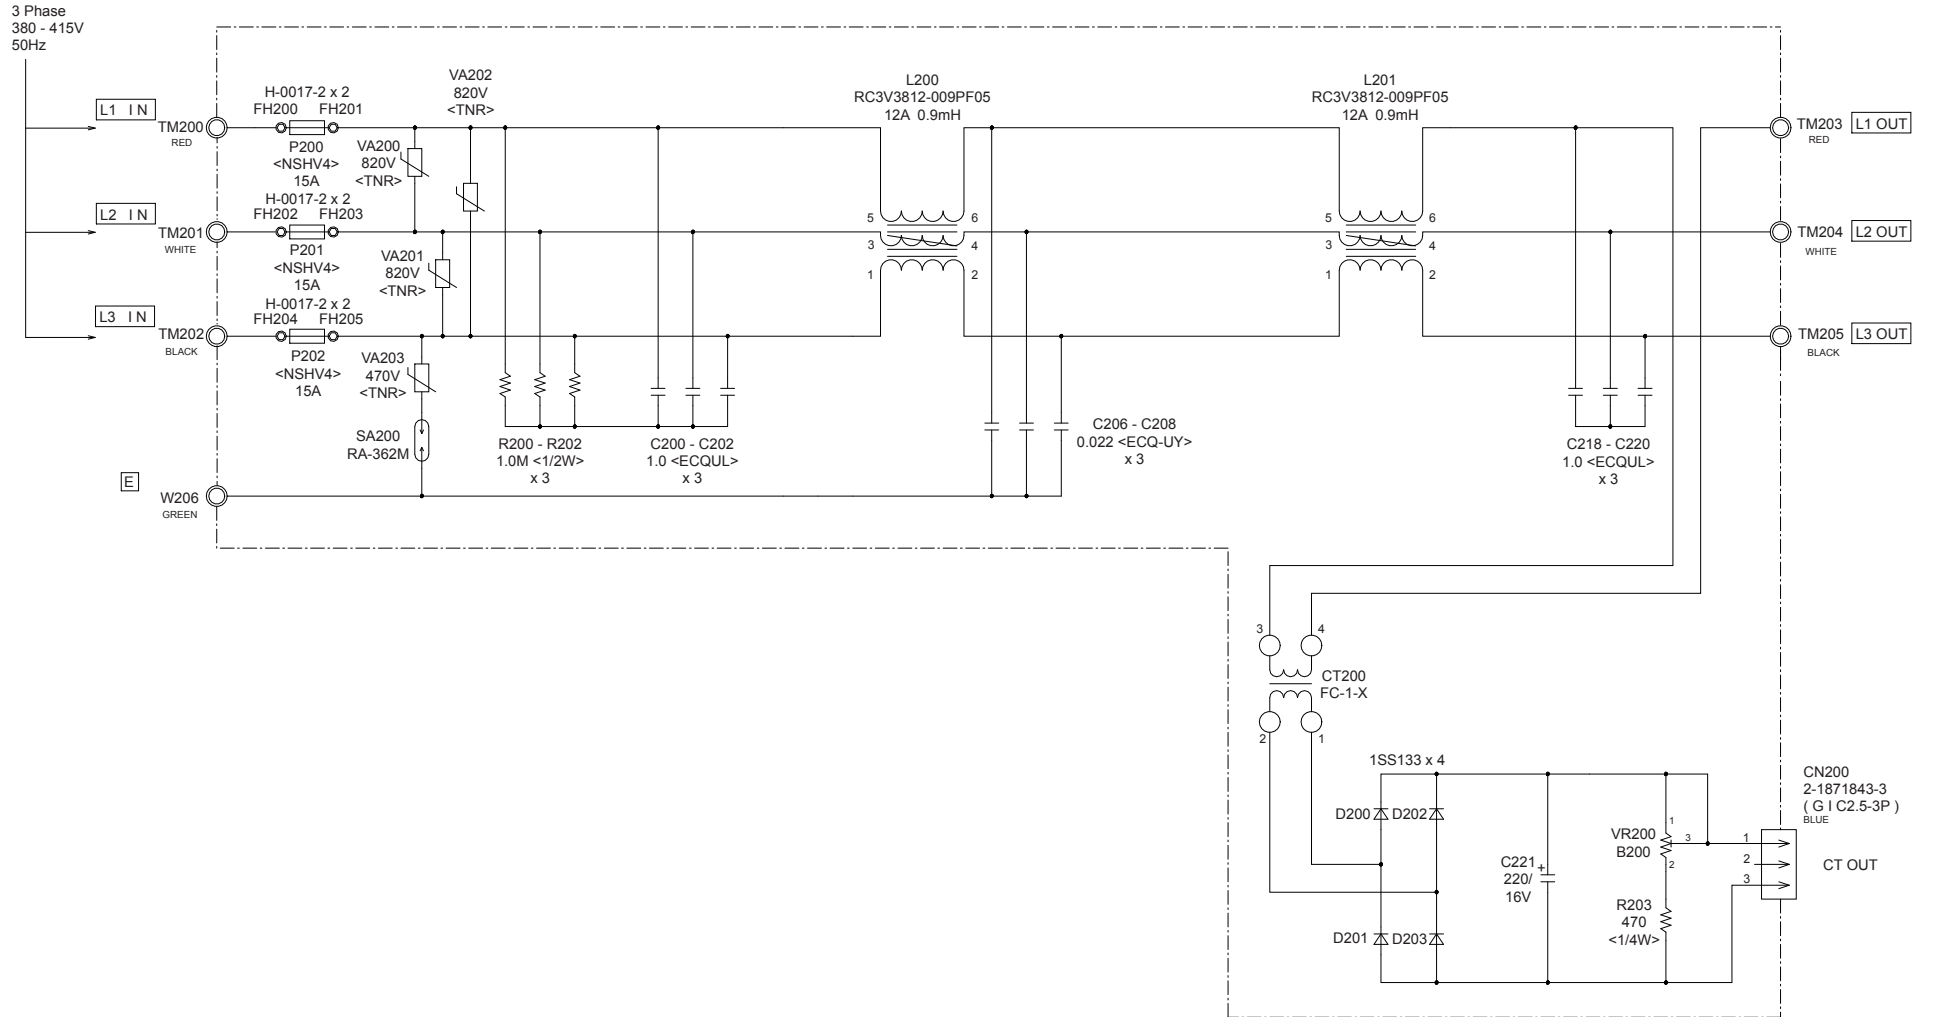 3 Phase
380 - 415V
50Hz
L1 IN
TM200
RED
H-0017-2 x 2
FH200 FH201
P200
<NSHV4>
15A
VA200
820V
<TNR>
VA202
820V
<TNR>
L2 IN
TM201
WHITE
H-0017-2 x 2
FH202 FH203
P201
<NSHV4>
15A
VA201
820V
<TNR>
L3 IN
TM202
BLACK
H-0017-2 x 2
FH204 FH205
P202
<NSHV4>
15A
VA203
470V
<TNR>
SA200
RA-362M
E
W206
GREEN
R200 - R202
1.0M <1/2W>
x 3
C200 - C202
1.0 <ECQUL>
x 3
L200
RC3V3812-009PF05
12A 0.9mH
5 6
3 4
1 2
C206 - C208
0.022 <ECQ-UY>
x 3
L201
RC3V3812-009PF05
12A 0.9mH
5 6
3 4
1 2
C218 - C220
1.0 <ECQUL>
x 3
TM203 L1 OUT
RED
TM204 L2 OUT
WHITE
TM205 L3 OUT
BLACK
3 4
CT200
FC-1-X
2 1
1SS133 x 4
D200 D202
D201 D203
C221 +
220/
16V
VR200
B200
1
3
2
R203
470
<1/4W>
1
2
3
CN200
2-1871843-3
( G I C2.5-3P )
BLUE
CT OUT